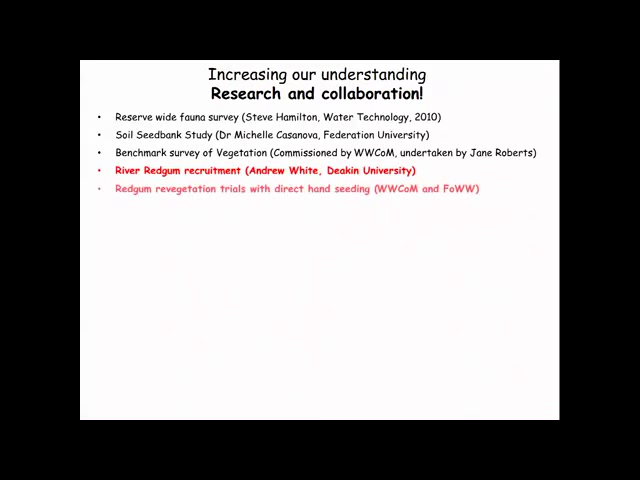 Increasing our understanding
Research and collaboration!
• Reserve wide fauna survey (Steve Hamilton, Water Technology, 2010)
• Soil Seedbank Study (Dr Michelle Casanova, Federation University)
• Benchmark survey of Vegetation (Commissioned by WWCoM, undertaken by Jane Roberts)
• River Redgum recruitment (Andrew White, Deakin University)
• Redgum revegetation trials with direct hand seeding (WWCoM and FoWW)